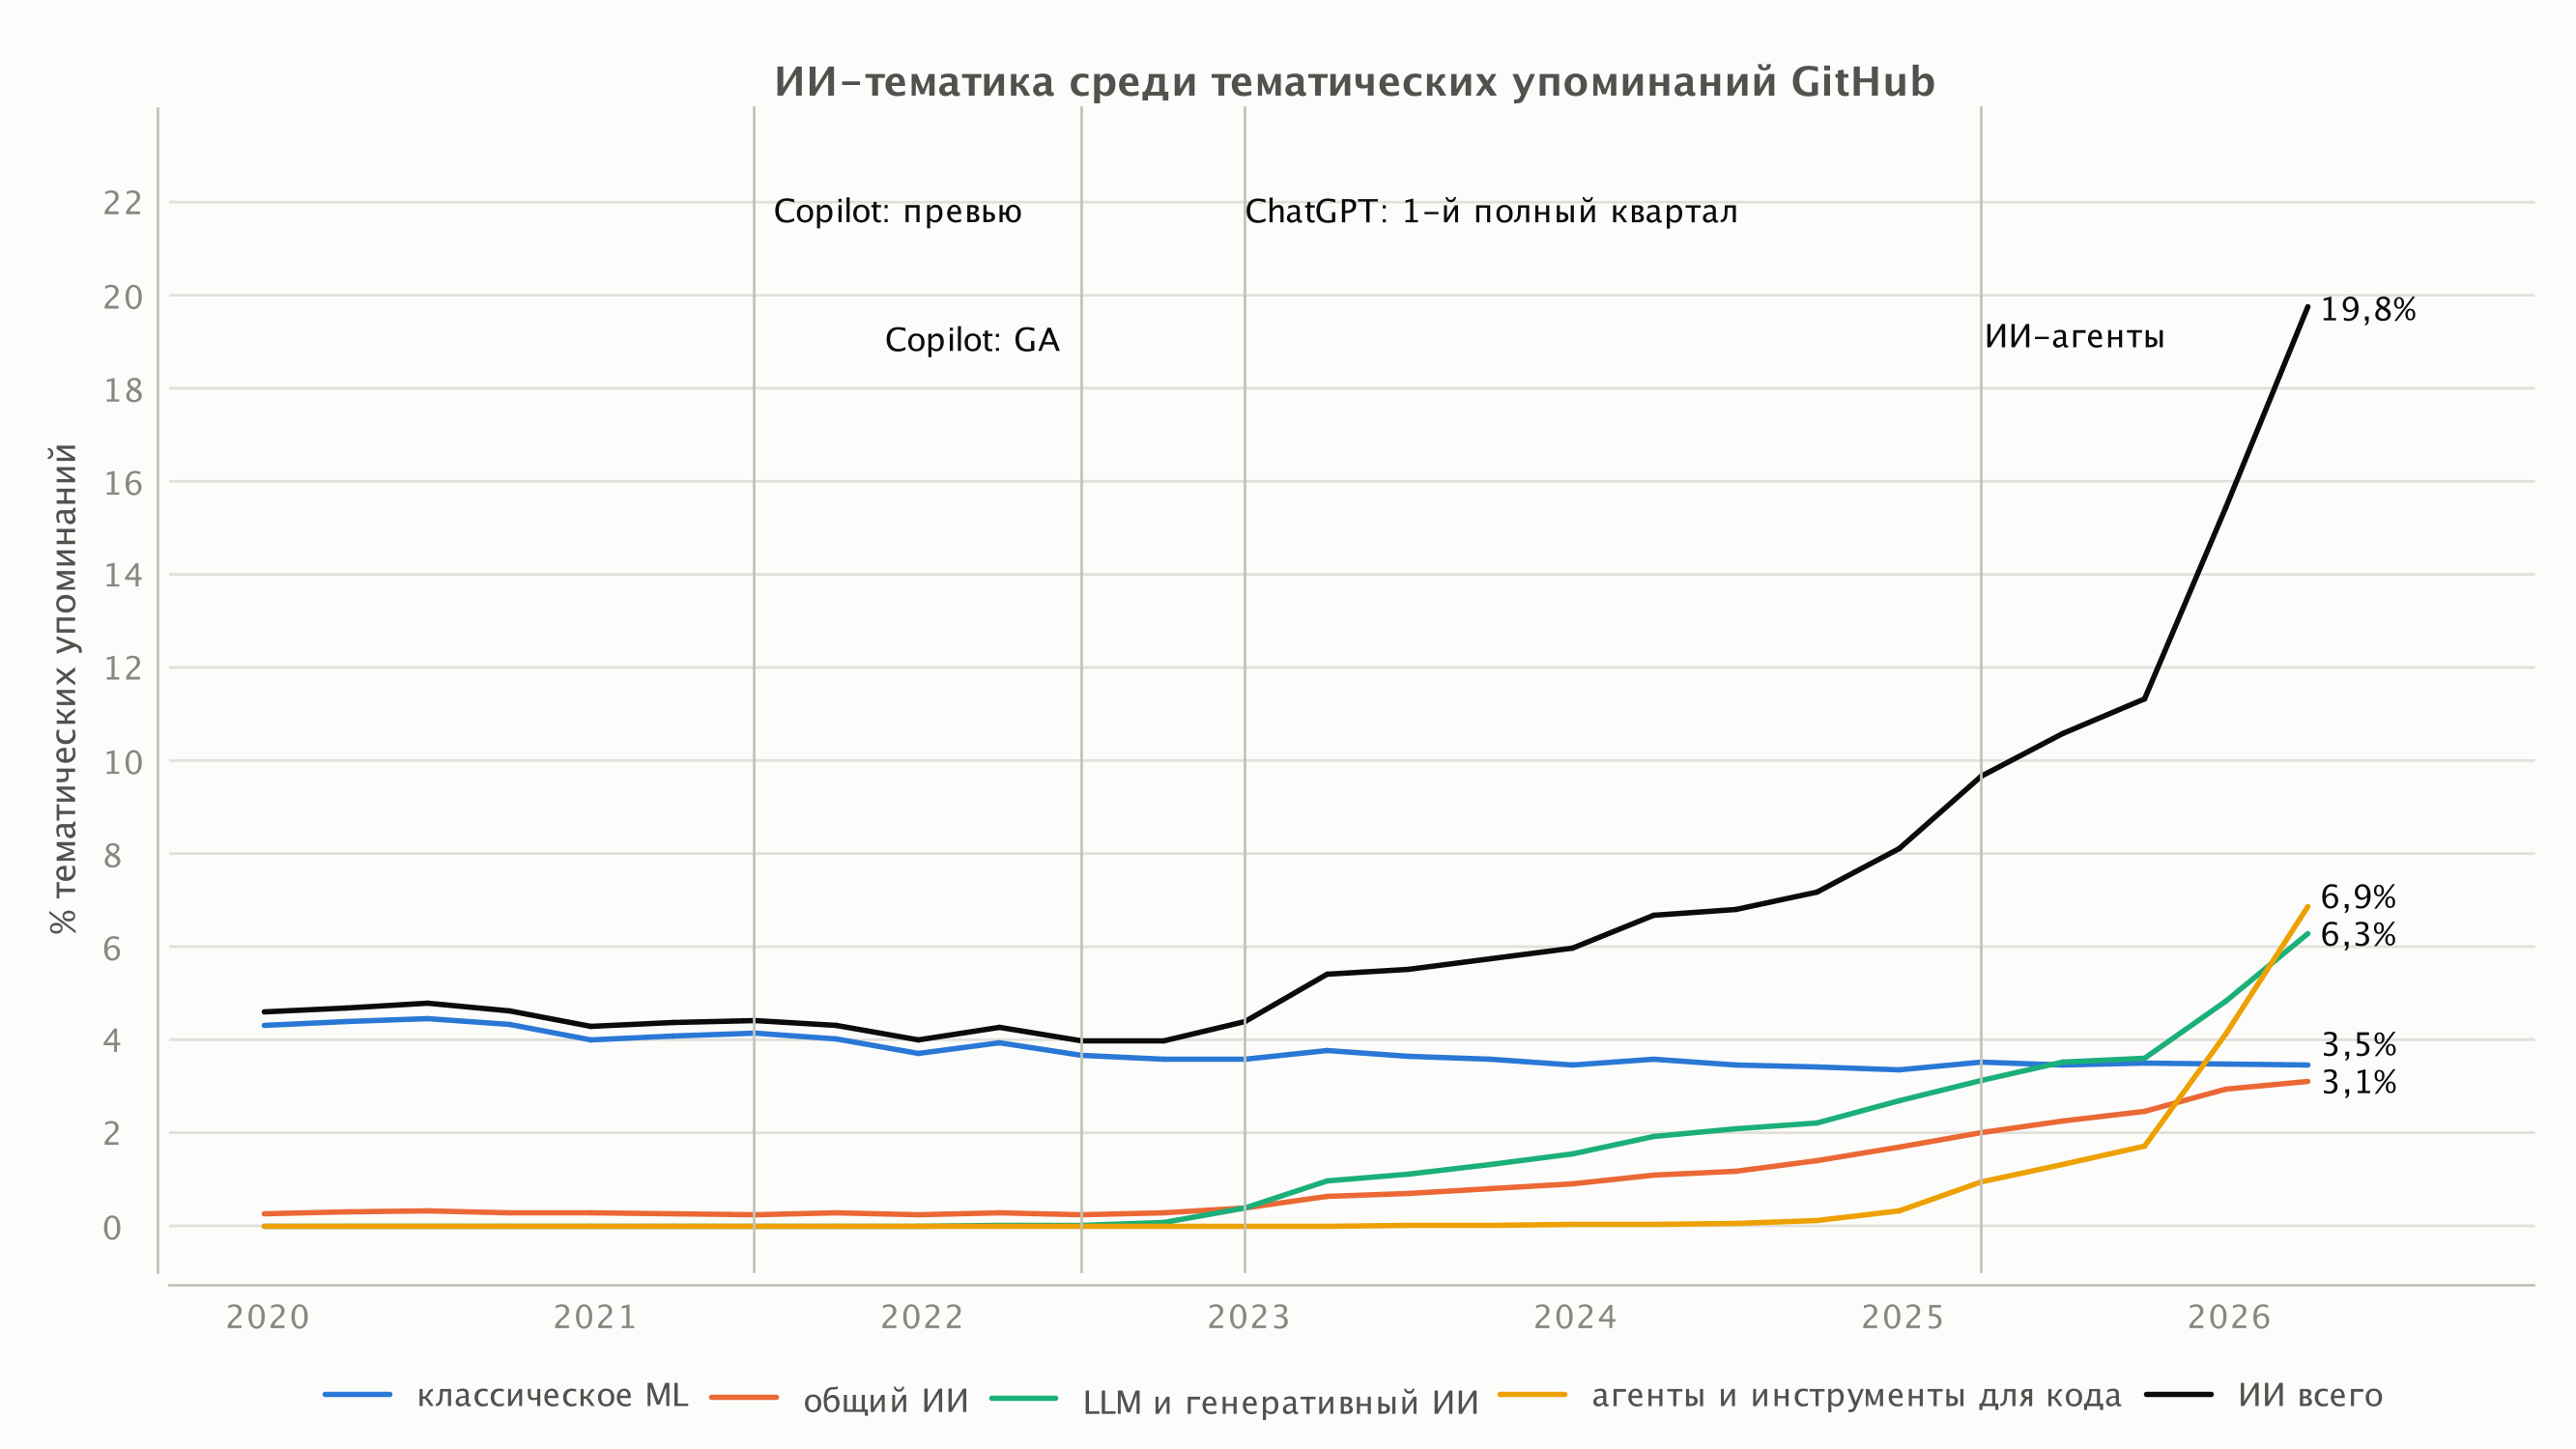 ИИ-тематика среди тематических упоминаний GitHub
% тематических упоминаний
22
20
18
16
14
12
10
8
6
4
2
0
Copilot: превью
Copilot: GA
ChatGPT: 1-й полный квартал
ИИ-агенты
19,8%
6,9%
6,3%
3,5%
3,1%
2020 2021 2022 2023 2024 2025 2026
классическое ML общий ИИ LLM и генеративный ИИ агенты и инструменты для кода ИИ всего